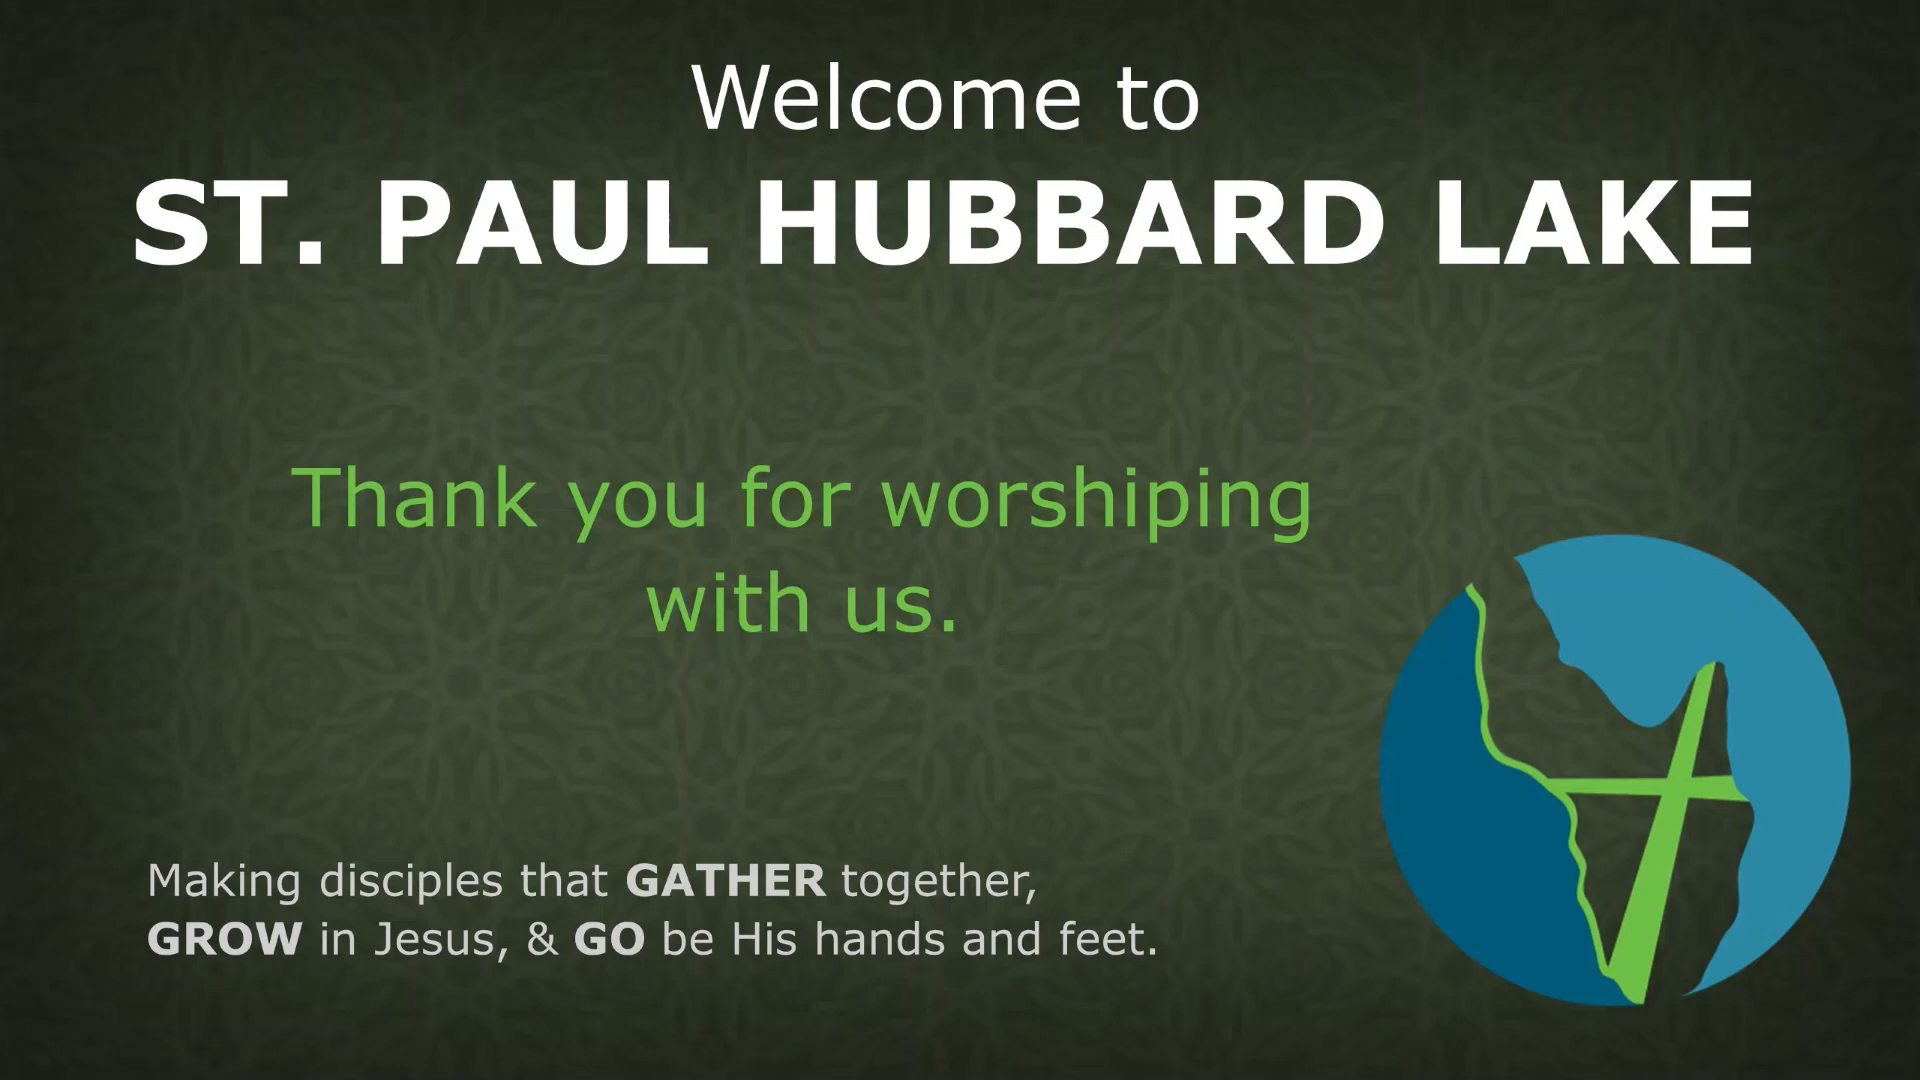 Welcome to
ST. PAUL HUBBARD LAKE
Thank you for worshiping
with us.
Making disciples that GATHER together,
GROW in Jesus, & GO be His hands and feet.